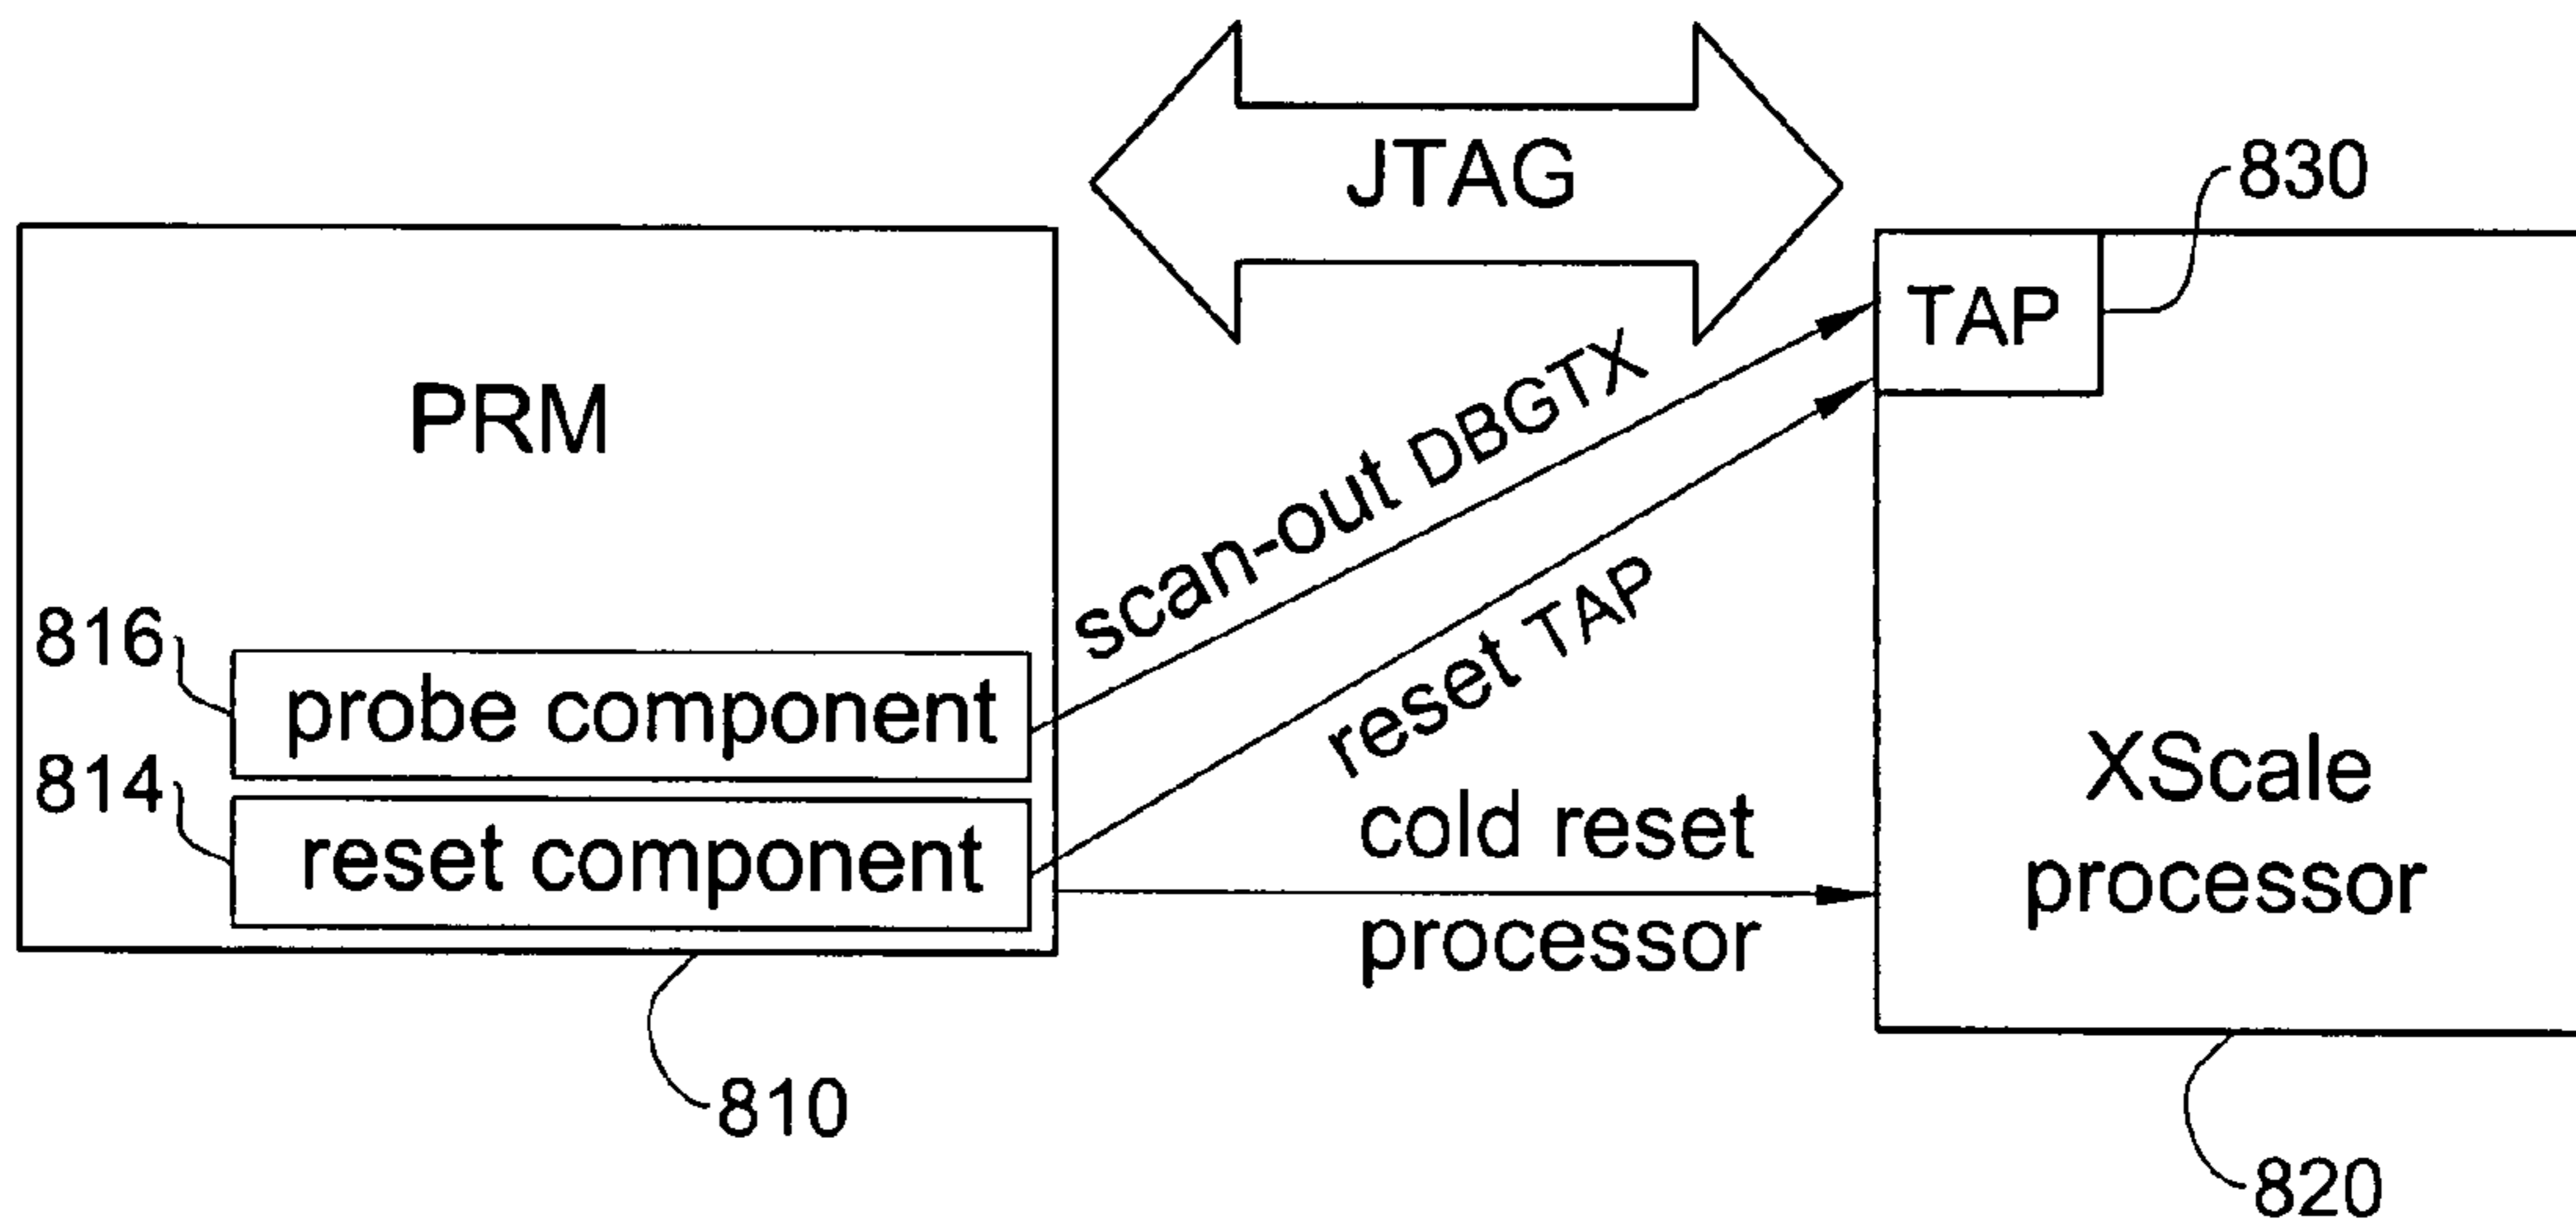 JTAG
830
TAP
PRM
scan-out DBGTX
reset TAP
816
probe component
814
reset component
cold reset
processor
XScale
processor
810
820